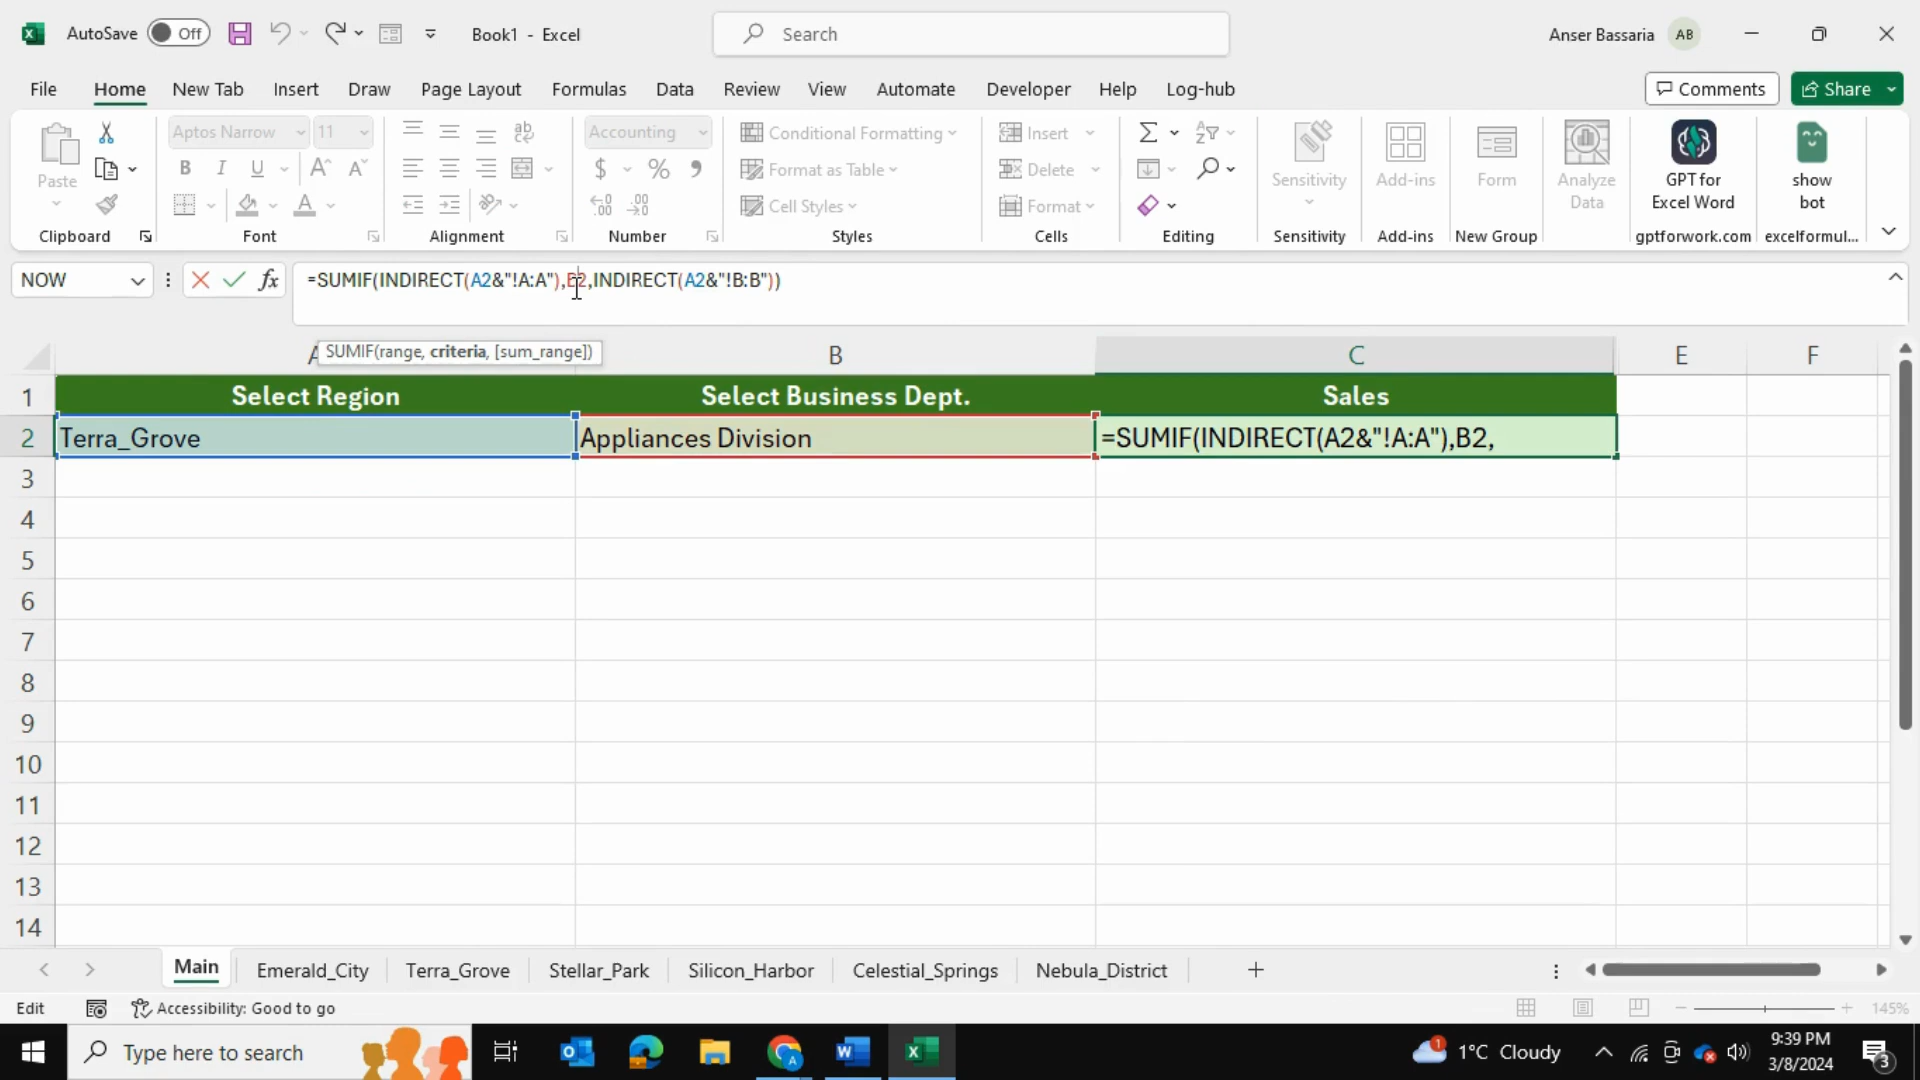 AutoSave Off Book1 - Excel Search Anser Bassaria AB
File Home New Tab Insert Draw Page Layout Formulas Data Review View Automate Developer Help Log-hub Comments Share
Paste Aptos Narrow 11 Accounting Conditional Formatting Insert Sensitivity Add-ins Form Analyze Data GPT for Excel Word show bot
B I U $ % Format as Table Delete
Cell Styles Format
Clipboard Font Alignment Number Styles Cells Editing Sensitivity Add-ins New Group gptforwork.com excelformul...
NOW fx =SUMIF(INDIRECT(A2&"!A:A"),B2,INDIRECT(A2&"!B:B"))
SUMIF(range, criteria, [sum_range])
A B C E F
1 Select Region Select Business Dept. Sales
2 Terra_Grove Appliances Division =SUMIF(INDIRECT(A2&"!A:A"),B2,
3
4
5
6
7
8
9
10
11
12
13
14
Main Emerald_City Terra_Grove Stellar_Park Silicon_Harbor Celestial_Springs Nebula_District
Edit Accessibility: Good to go 145%
Type here to search 1 1°C Cloudy 9:39 PM
3/8/2024 3